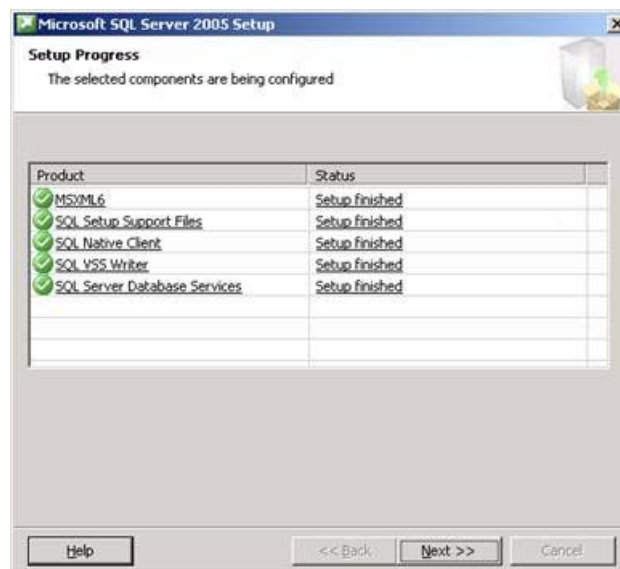 Microsoft SQL Server 2005 Setup
Setup Progress
The selected components are being configured
Product Status
MSXML6 Setup finished
SQL Setup Support Files Setup finished
SQL Native Client Setup finished
SQL VSS Writer Setup finished
SQL Server Database Services Setup finished
Help << Back Next >> Cancel